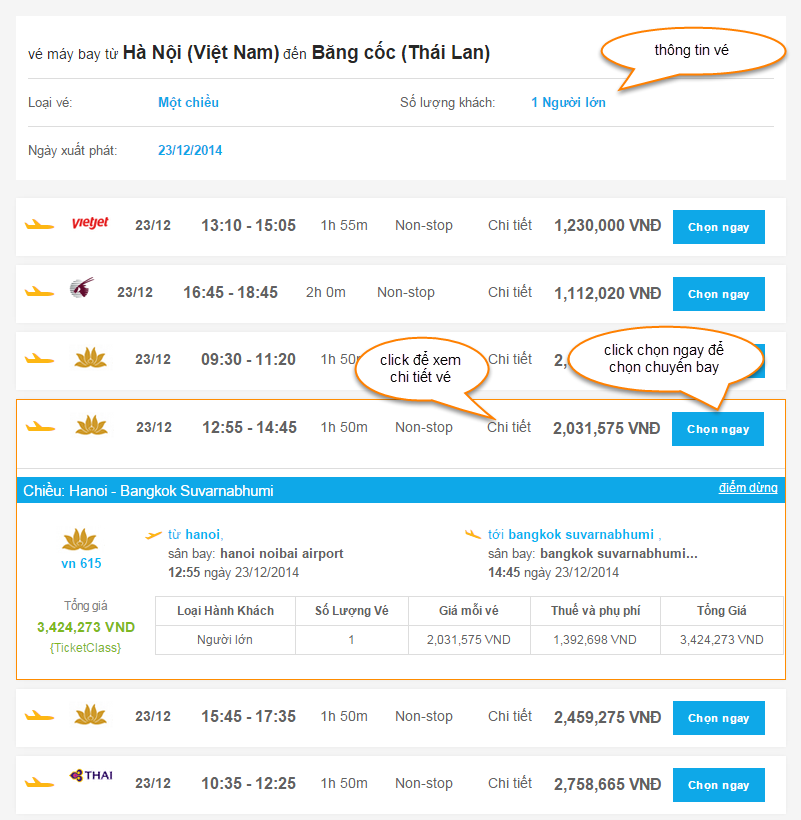 vé máy bay từ Hà Nội (Việt Nam) đến Băng cốc (Thái Lan)
thông tin vé
Loại vé: Một chiều Số lượng khách: 1 Người lớn
Ngày xuất phát: 23/12/2014
vietjet 23/12 13:10 - 15:05 1h 55m Non-stop Chi tiết 1,230,000 VNĐ Chọn ngay
23/12 16:45 - 18:45 2h 0m Non-stop Chi tiết 1,112,020 VNĐ Chọn ngay
23/12 09:30 - 11:20 1h 50 Chi tiết 2,
click để xem
chi tiết vé
click chọn ngay để
chọn chuyến bay
23/12 12:55 - 14:45 1h 50m Non-stop Chi tiết 2,031,575 VNĐ Chọn ngay
Chiều: Hanoi - Bangkok Suvarnabhumi điểm dừng
vn 615
từ hanoi,
sân bay: hanoi noibai airport
12:55 ngày 23/12/2014
tới bangkok suvarnabhumi ,
sân bay: bangkok suvarnabhumi...
14:45 ngày 23/12/2014
Tổng giá
3,424,273 VND
{TicketClass}
Loại Hành Khách Số Lượng Vé Giá mỗi vé Thuế và phụ phí Tổng Giá
Người lớn 1 2,031,575 VND 1,392,698 VND 3,424,273 VND
23/12 15:45 - 17:35 1h 50m Non-stop Chi tiết 2,459,275 VNĐ Chọn ngay
THAI 23/12 10:35 - 12:25 1h 50m Non-stop Chi tiết 2,758,665 VNĐ Chọn ngay